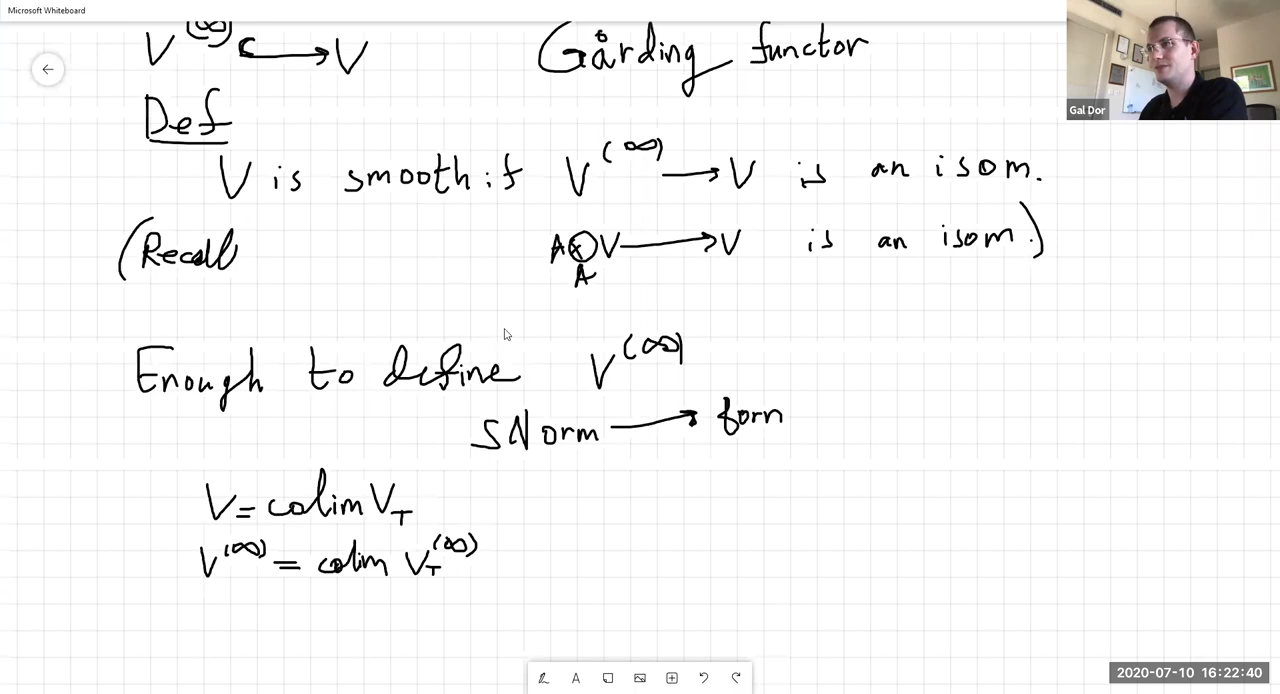 Microsoft Whiteboard
V^(∞) ↪ V Gårding functor
Def
V is smooth if V^(∞) → V is an isom.
(Recall A ⊗_A V → V is an isom.)
Enough to define V^(∞)
SNorm → born
V = colim V_T
V^(∞) = colim V_T^(∞)
Gal Dor
A
2020-07-10 16:22:40